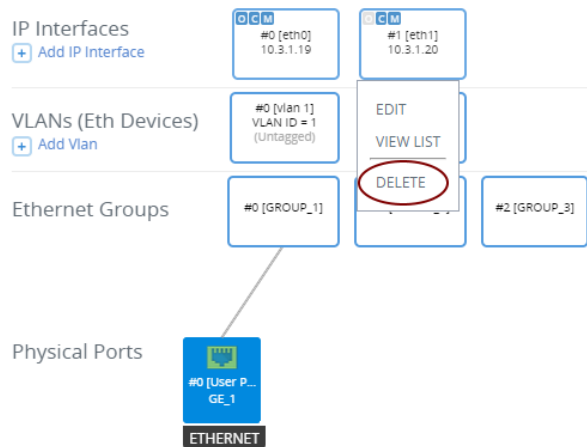 IP Interfaces
+ Add IP Interface
O C M
#0 [eth0]
10.3.1.19
O C M
#1 [eth1]
10.3.1.20
VLANs (Eth Devices)
+ Add Vlan
#0 [vlan 1]
VLAN ID = 1
(Untagged)
EDIT
VIEW LIST
DELETE
Ethernet Groups
#0 [GROUP_1]
#2 [GROUP_3]
Physical Ports
#0 [User P...
GE_1
ETHERNET